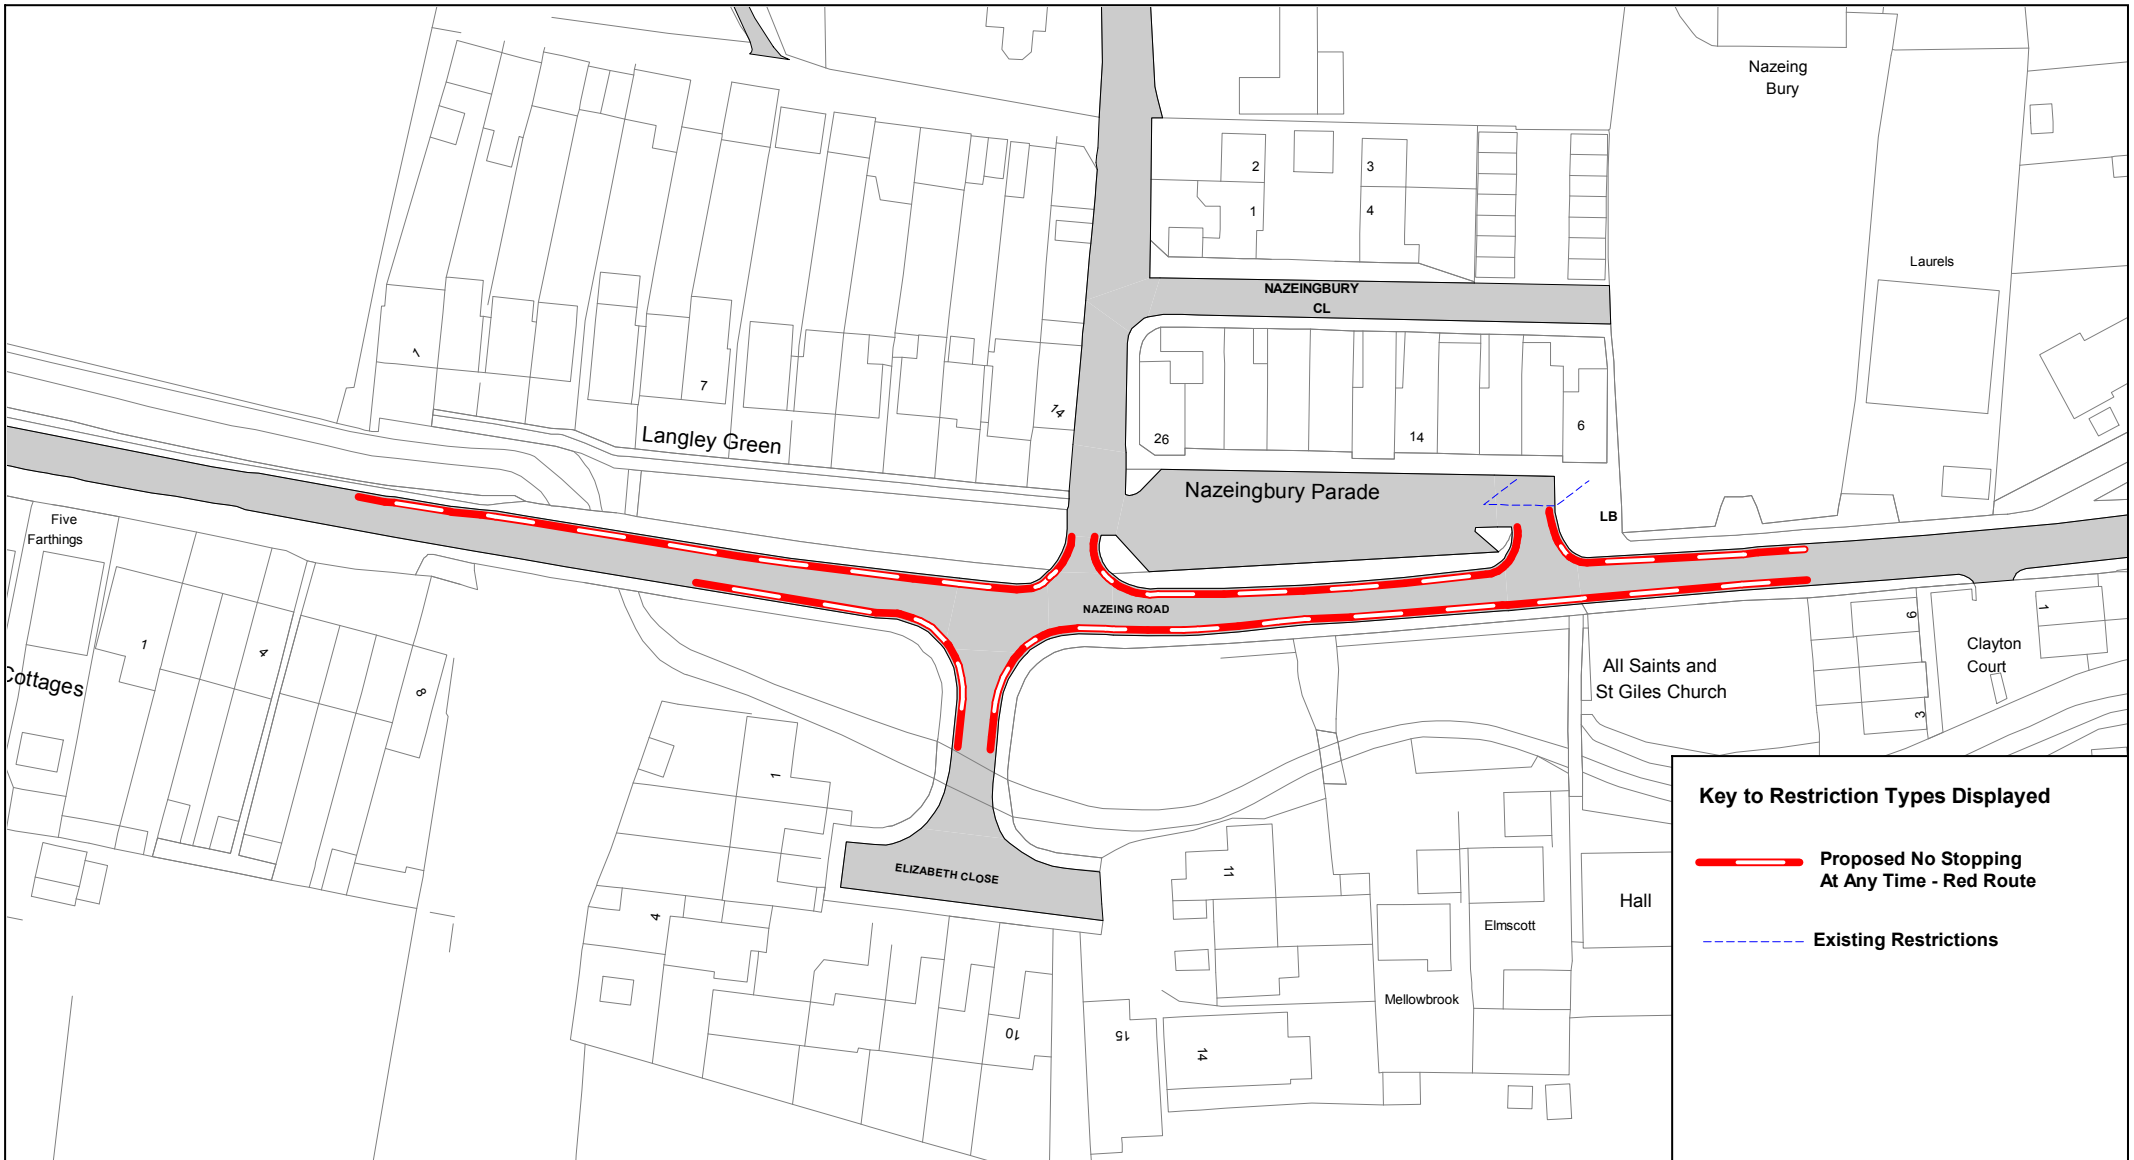 Nazeing
Bury
2
3
1
4
Laurels
NAZEINGBURY
CL
1
7
14
Langley Green
26
14
6
Nazeingbury Parade
LB
Five
Farthings
NAZEING ROAD
1
4
8
Cottages
All Saints and
St Giles Church
6
1
Clayton
Court
3
1
ELIZABETH CLOSE
11
4
10
15
14
Hall
Elmscott
Mellowbrook
Key to Restriction Types Displayed
Proposed No Stopping
At Any Time - Red Route
Existing Restrictions